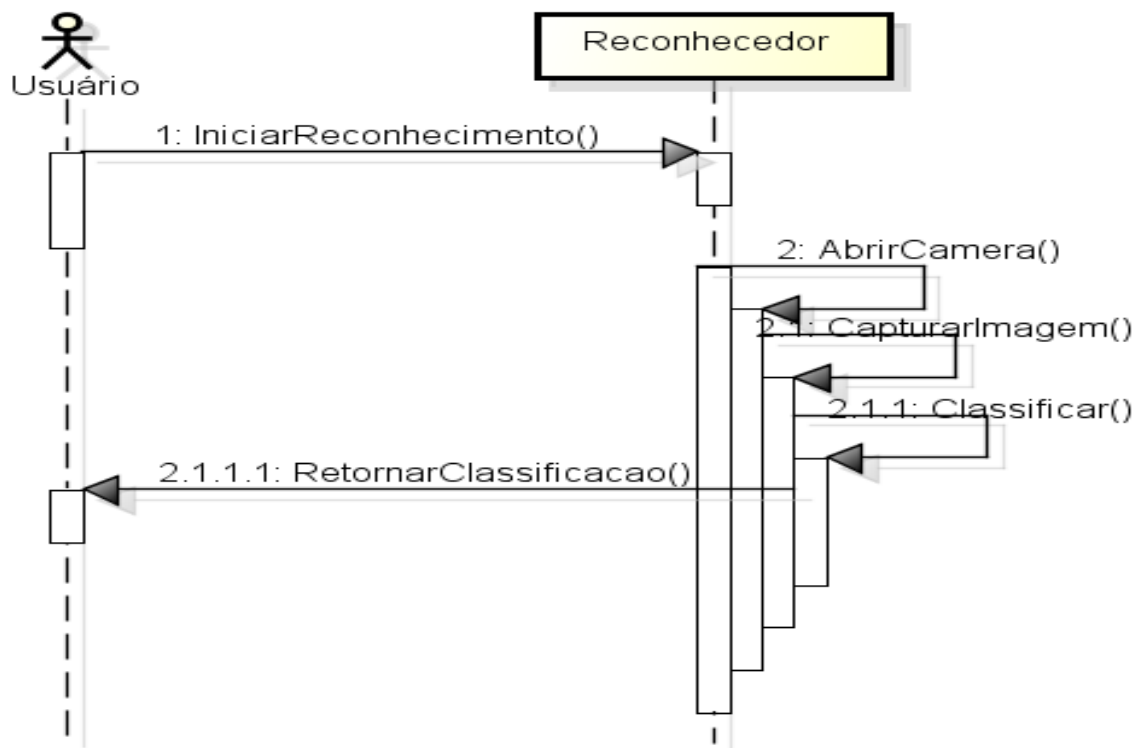 Usuário
Reconhecedor
1: IniciarReconhecimento()
2: AbrirCamera()
2.1: CapturarImagem()
2.1.1: Classificar()
2.1.1.1: RetornarClassificacao()